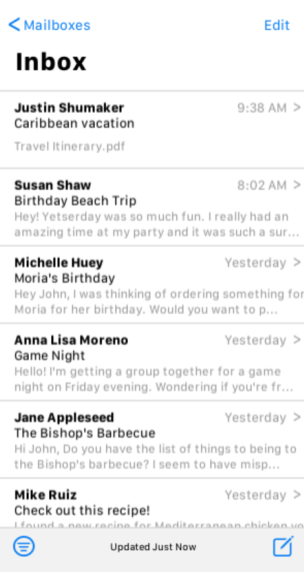 Mailboxes
Edit
Inbox
Justin Shumaker 9:38 AM >
Caribbean vacation
Travel Itinerary.pdf
Susan Shaw 8:02 AM >
Birthday Beach Trip
Hey! Yetserday was so much fun. I really had an
amazing time at my party and it was such a sur...
Michelle Huey Yesterday >
Moria's Birthday
Hey John, I was thinking of ordering something for
Moria for her birthday. Would you want to p...
Anna Lisa Moreno Yesterday >
Game Night
Hello! I'm getting a group together for a game
night on Friday evening. Wondering if you're fr...
Jane Appleseed Yesterday >
The Bishop's Barbecue
Hi John, Do you have the list of things to being to
the Bishop's barbecue? I seem to have misp...
Mike Ruiz Yesterday >
Check out this recipe!
I found a new recipe for Mediterranean chicken
Updated Just Now